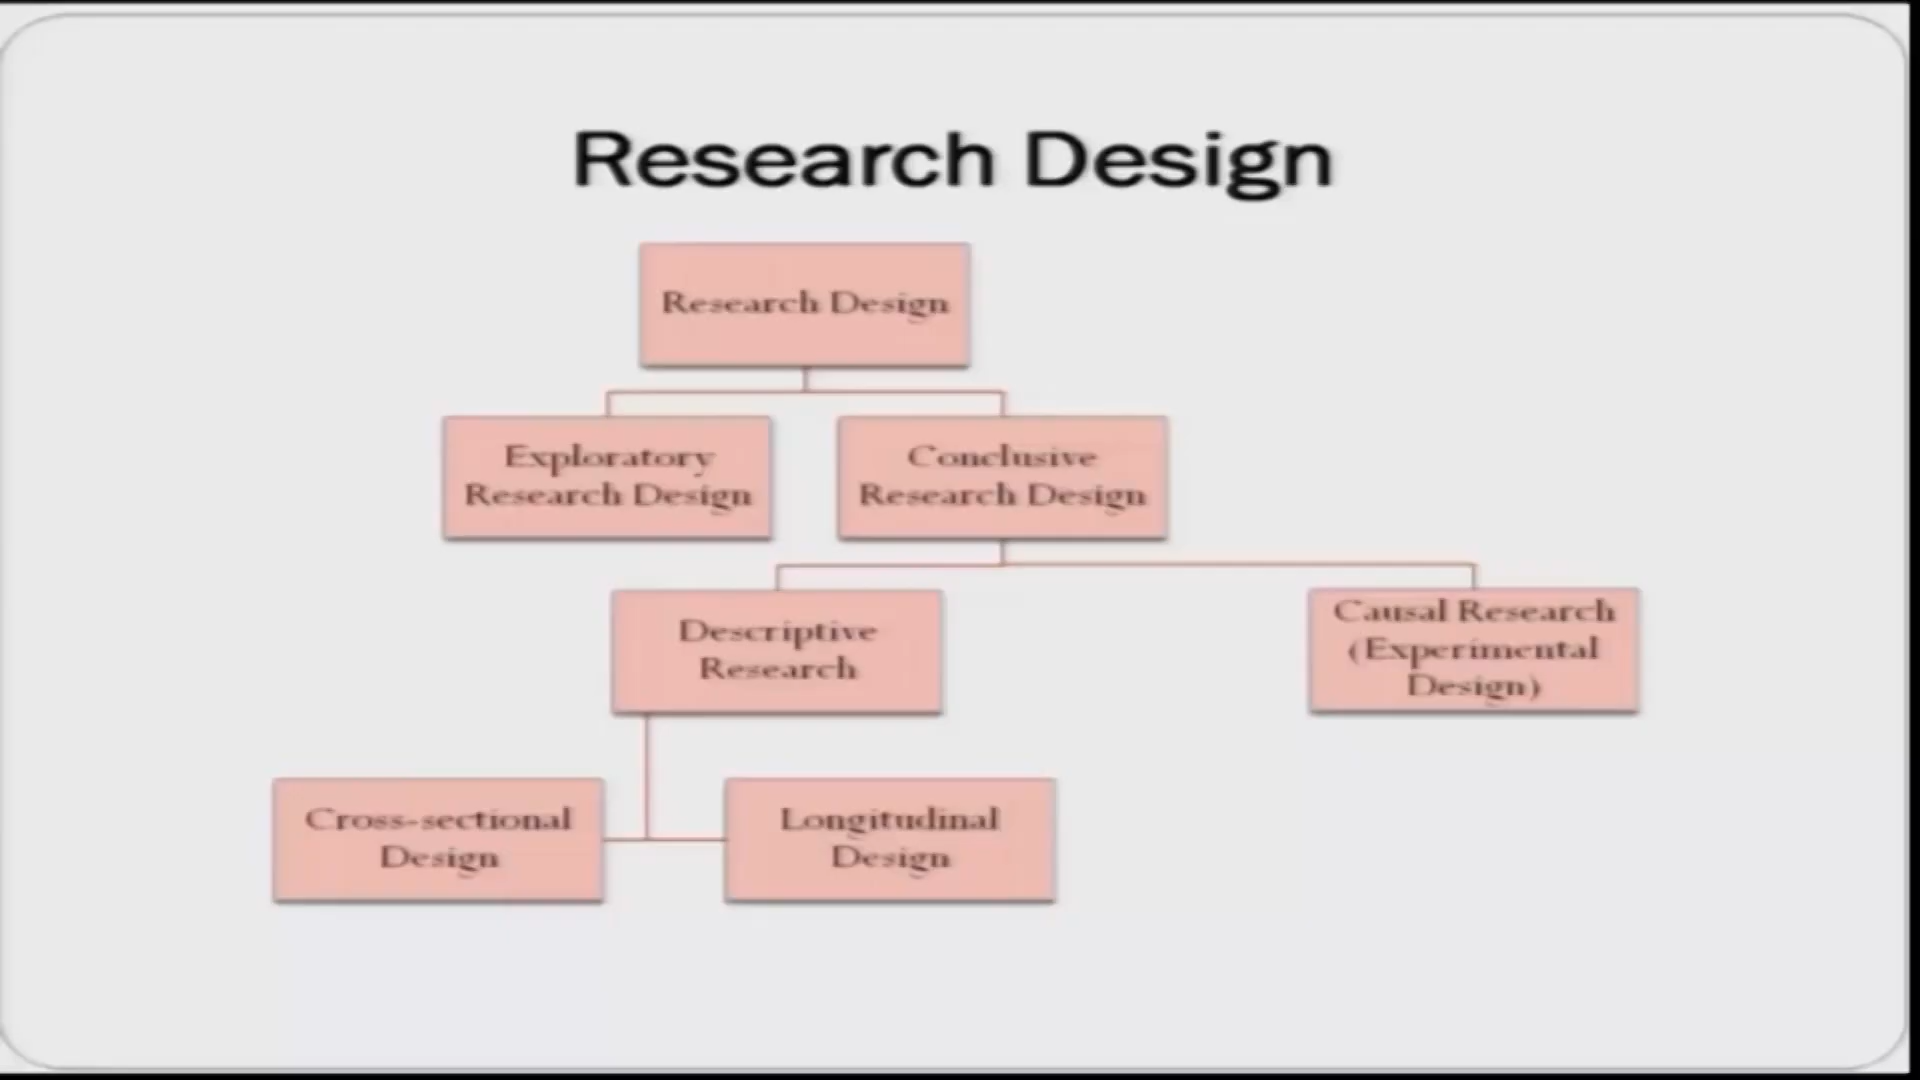 Research Design
Research Design
Exploratory
Research Design
Conclusive
Research Design
Descriptive
Research
Causal Research
(Experimental
Design)
Cross-sectional
Design
Longitudinal
Design